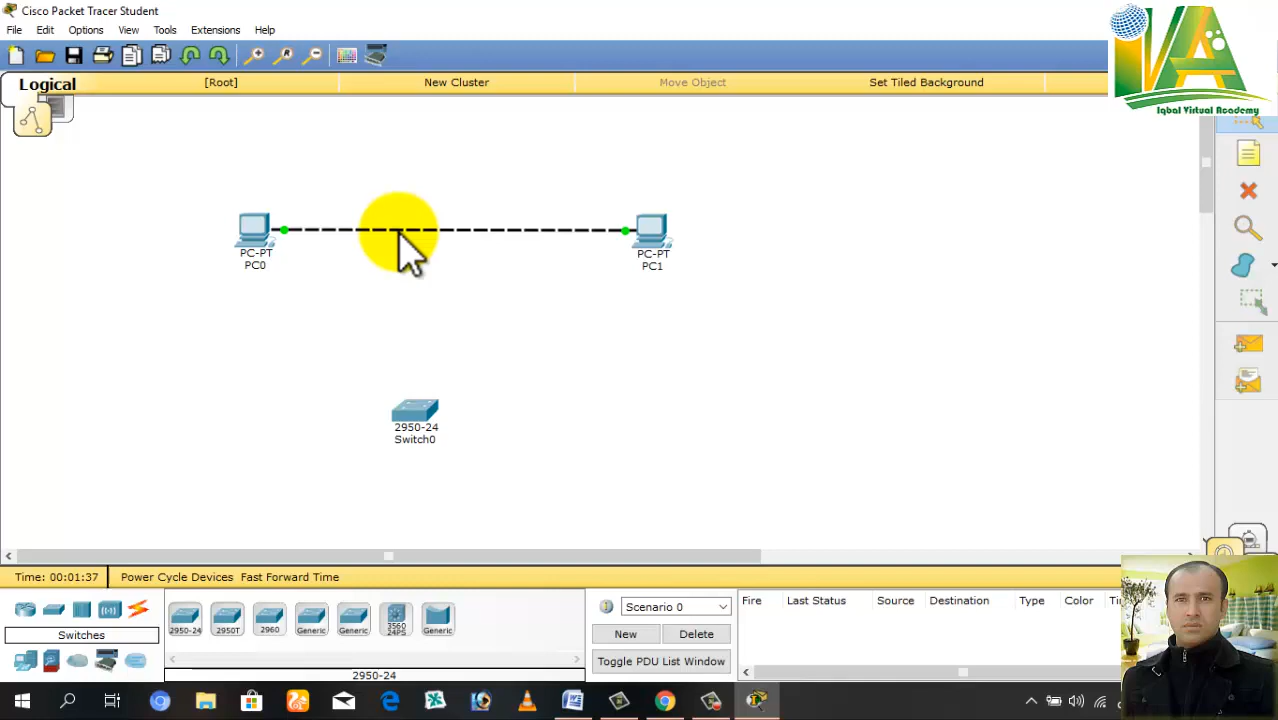 Cisco Packet Tracer Student
File Edit Options View Tools Extensions Help
IVA
Iqbal Virtual Academy
Logical [Root] New Cluster Move Object Set Tiled Background
PC-PT
PC0
PC-PT
PC1
2950-24
Switch0
Time: 00:01:37 Power Cycle Devices Fast Forward Time
Switches
2950-24 2950T 2960 Generic Generic 3560 24PS Generic
2950-24
Scenario 0
New Delete
Toggle PDU List Window
Fire Last Status Source Destination Type Color